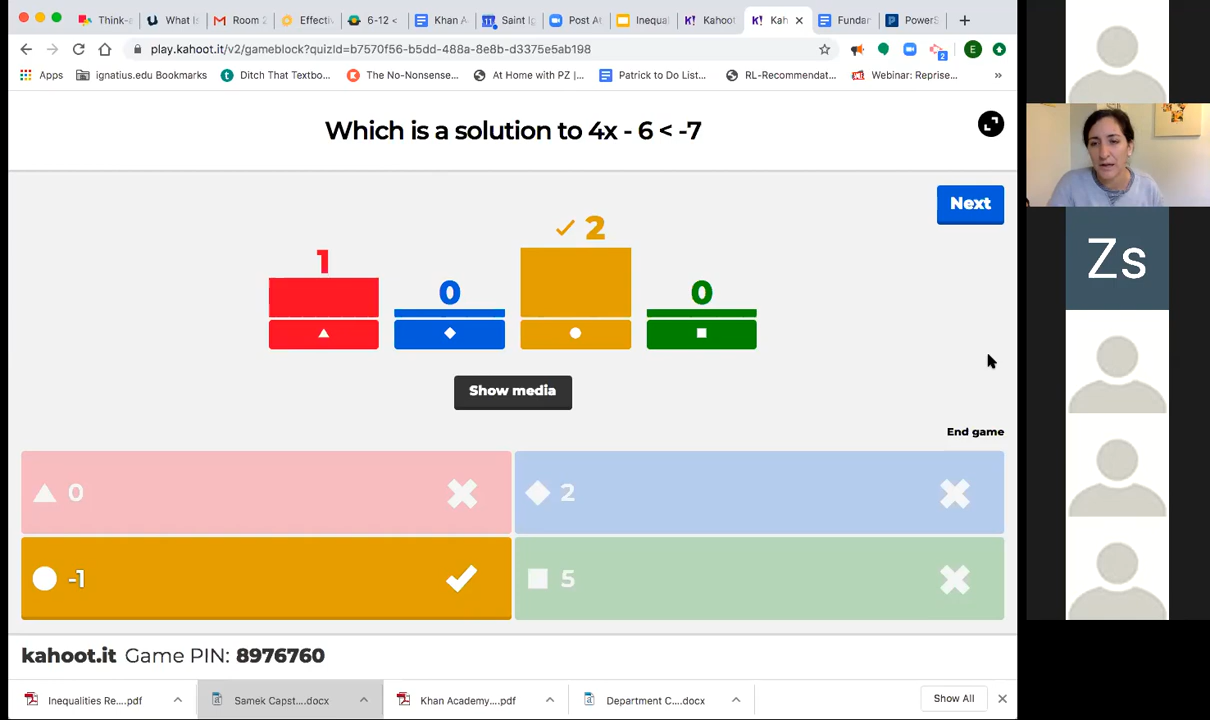 Think-a
What Is
Room 2
Effectiv
6-12 <
Khan A
Saint Ig
Post At
Inequal
Kahoot
Kah
Fundar
PowerS
play.kahoot.it/v2/gameblock?quizId=b7570f56-b5dd-488a-8e8b-d3375e5ab198
E
Apps
ignatius.edu Bookmarks
Ditch That Textbo...
The No-Nonsense...
At Home with PZ |...
Patrick to Do List...
RL-Recommendat...
Webinar: Reprise...
»
Which is a solution to 4x - 6 < -7
Next
1
0
2
0
Show media
End game
0
2
-1
5
kahoot.it Game PIN: 8976760
Inequalities Re....pdf
Samek Capst....docx
Khan Academy....pdf
Department C....docx
Show All
Zs